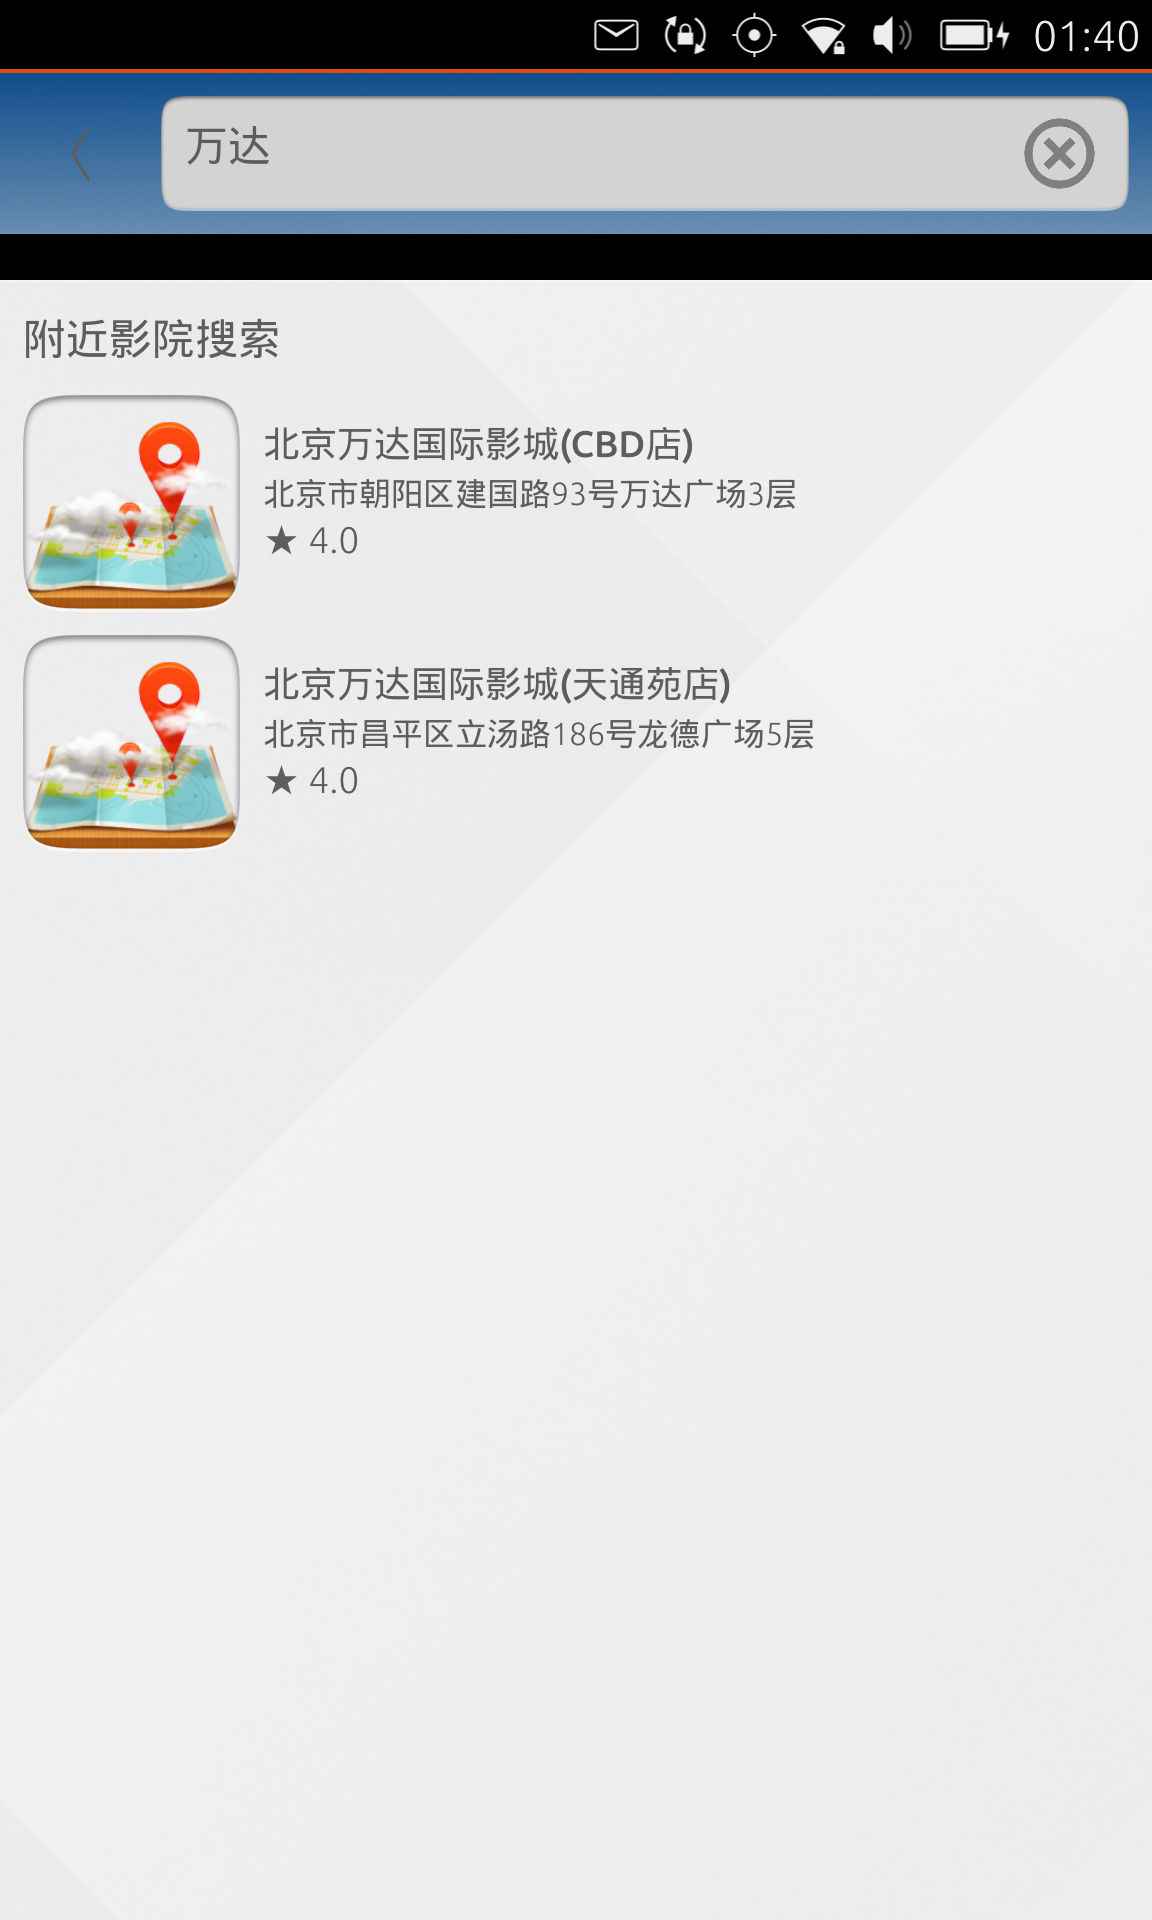 01:40
万达
附近影院搜索
北京万达国际影城(CBD店)
北京市朝阳区建国路93号万达广场3层
★ 4.0
北京万达国际影城(天通苑店)
北京市昌平区立汤路186号龙德广场5层
★ 4.0